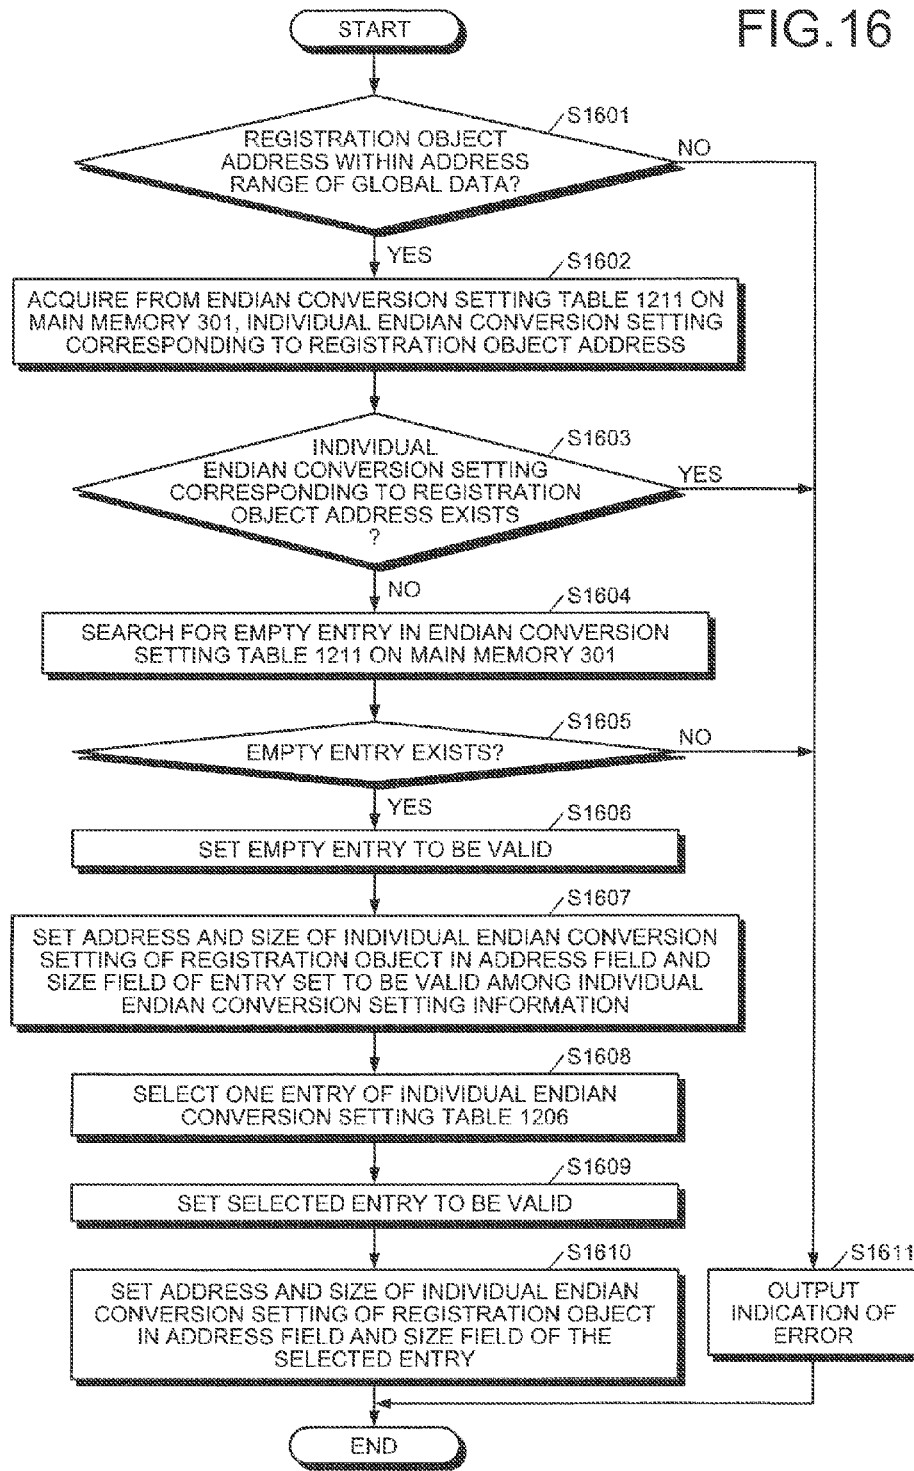 FIG.16
START
S1601
REGISTRATION OBJECT
ADDRESS WITHIN ADDRESS
RANGE OF GLOBAL DATA?
NO
YES
S1602
ACQUIRE FROM ENDIAN CONVERSION SETTING TABLE 1211 ON
MAIN MEMORY 301, INDIVIDUAL ENDIAN CONVERSION SETTING
CORRESPONDING TO REGISTRATION OBJECT ADDRESS
S1603
INDIVIDUAL
ENDIAN CONVERSION SETTING
CORRESPONDING TO REGISTRATION
OBJECT ADDRESS EXISTS
?
YES
NO
S1604
SEARCH FOR EMPTY ENTRY IN ENDIAN CONVERSION
SETTING TABLE 1211 ON MAIN MEMORY 301
S1605
EMPTY ENTRY EXISTS?
NO
YES
S1606
SET EMPTY ENTRY TO BE VALID
S1607
SET ADDRESS AND SIZE OF INDIVIDUAL ENDIAN CONVERSION
SETTING OF REGISTRATION OBJECT IN ADDRESS FIELD AND
SIZE FIELD OF ENTRY SET TO BE VALID AMONG INDIVIDUAL
ENDIAN CONVERSION SETTING INFORMATION
S1608
SELECT ONE ENTRY OF INDIVIDUAL ENDIAN
CONVERSION SETTING TABLE 1206
S1609
SET SELECTED ENTRY TO BE VALID
S1610
SET ADDRESS AND SIZE OF INDIVIDUAL ENDIAN
CONVERSION SETTING OF REGISTRATION OBJECT
IN ADDRESS FIELD AND SIZE FIELD OF THE
SELECTED ENTRY
S1611
OUTPUT
INDICATION OF
ERROR
END